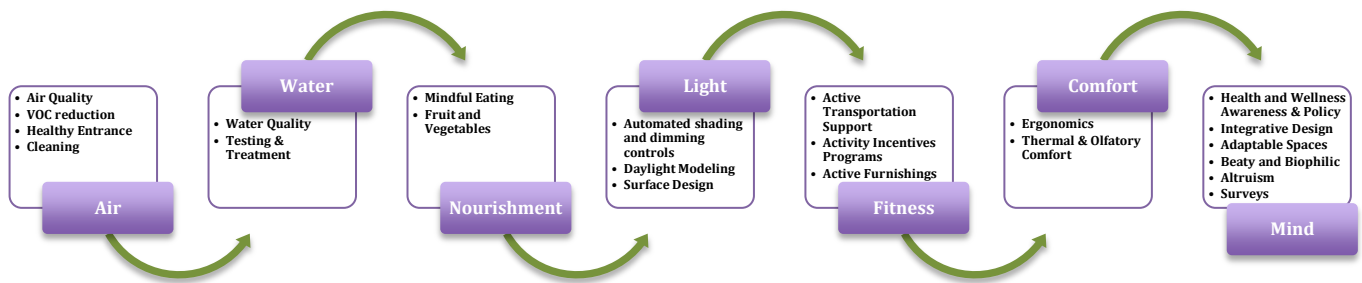 • Air Quality
• VOC reduction
• Healthy Entrance
• Cleaning
Air
Water
• Water Quality
• Testing &
Treatment
• Mindful Eating
• Fruit and
Vegetables
Nourishment
Light
• Automated shading
and dimming
controls
• Daylight Modeling
• Surface Design
• Active
Transportation
Support
• Activity Incentives
Programs
• Active Furnishings
Fitness
Comfort
• Ergonomics
• Thermal & Olfatory
Comfort
• Health and Wellness
Awareness & Policy
• Integrative Design
• Adaptable Spaces
• Beaty and Biophilic
• Altruism
• Surveys
Mind